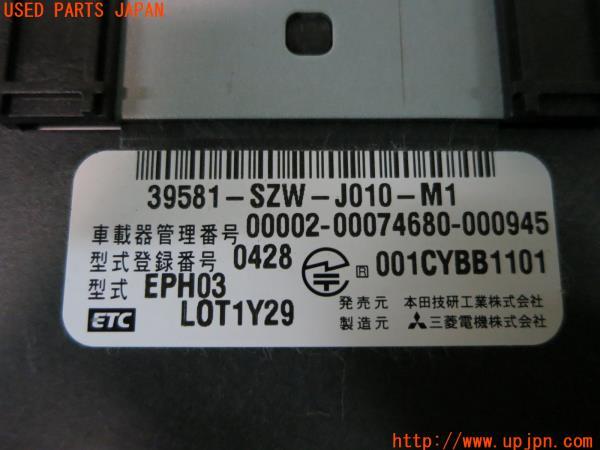 USED PARTS JAPAN
39581-SZW-J010-M1
車載器管理番号 00002-00074680-000945
型式登録番号 0428
R 001CYBB1101
型式 EPH03
ETC LOT1Y29
発売元 本田技研工業株式会社
製造元 三菱電機株式会社
http://www.upjpn.com/